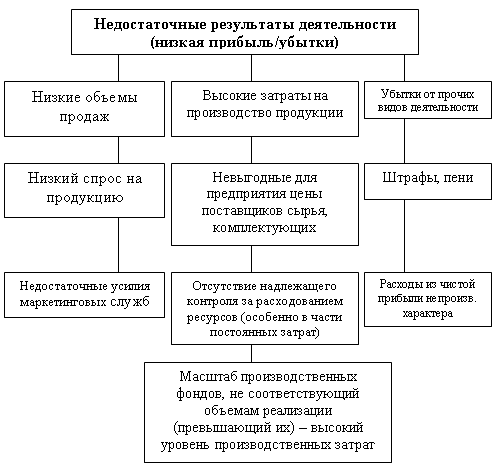 Недостаточные результаты деятельности
(низкая прибыль/убытки)
Низкие объемы
продаж
Высокие затраты на
производство продукции
Убытки от прочих
видов деятельности
Низкий спрос на
продукцию
Невыгодные для
предприятия цены
поставщиков сырья,
комплектующих
Штрафы, пени
Недостаточные усилия
маркетинговых служб
Отсутствие надлежащего
контроля за расходованием
ресурсов (особенно в части
постоянных затрат)
Расходы из чистой
прибыли непроизв.
характера
Масштаб производственных
фондов, не соответствующий
объемам реализации
(превышающий их) – высокий
уровень производственных затрат